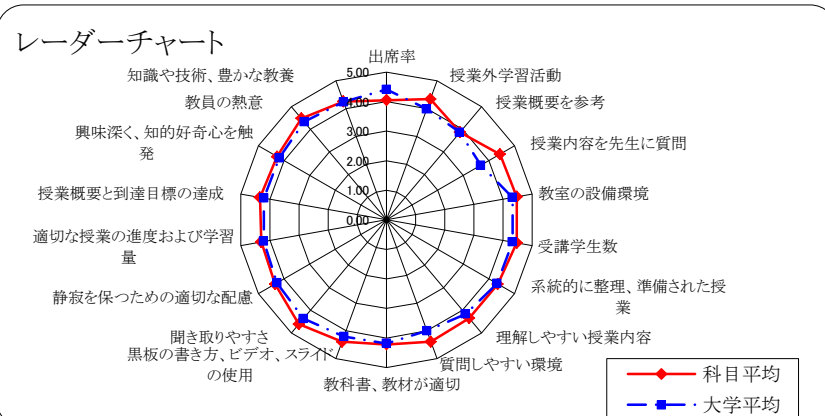 レーダーチャート
出席率
授業外学習活動
授業概要を参考
授業内容を先生に質問
教室の設備環境
受講学生数
系統的に整理、準備された授
業
理解しやすい授業内容
質問しやすい環境
教科書、教材が適切
黒板の書き方、ビデオ、スライド
の使用
聞き取りやすさ
静寂を保つための適切な配慮
適切な授業の進度および学習
量
授業概要と到達目標の達成
興味深く、知的好奇心を触
発
教員の熱意
知識や技術、豊かな教養
5.00
4.00
3.00
2.00
1.00
0.00
科目平均
大学平均